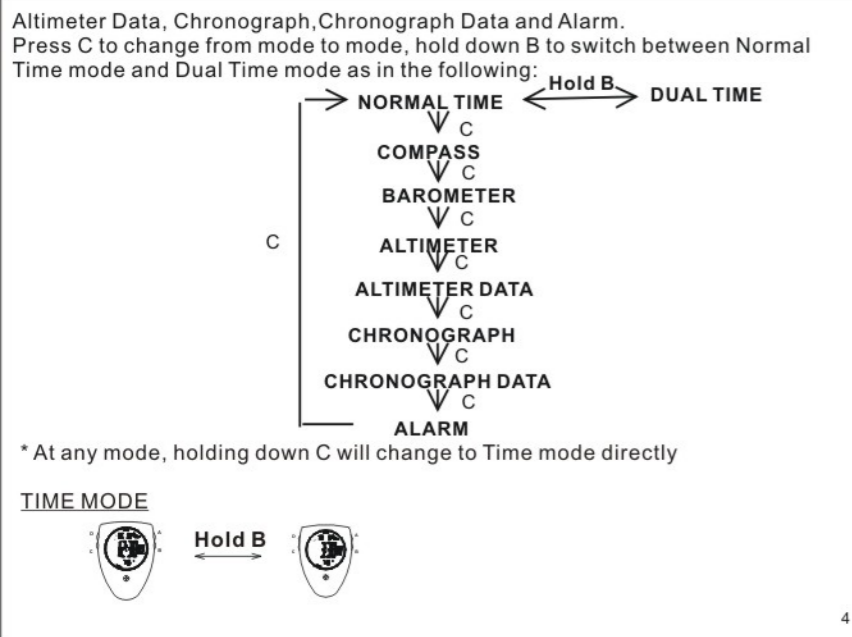 Altimeter Data, Chronograph,Chronograph Data and Alarm.
Press C to change from mode to mode, hold down B to switch between Normal
Time mode and Dual Time mode as in the following:
NORMAL TIME Hold B DUAL TIME
C
COMPASS
C
BAROMETER
C
C
ALTIMETER
C
ALTIMETER DATA
C
CHRONOGRAPH
C
CHRONOGRAPH DATA
C
ALARM
* At any mode, holding down C will change to Time mode directly
TIME MODE
Hold B
4